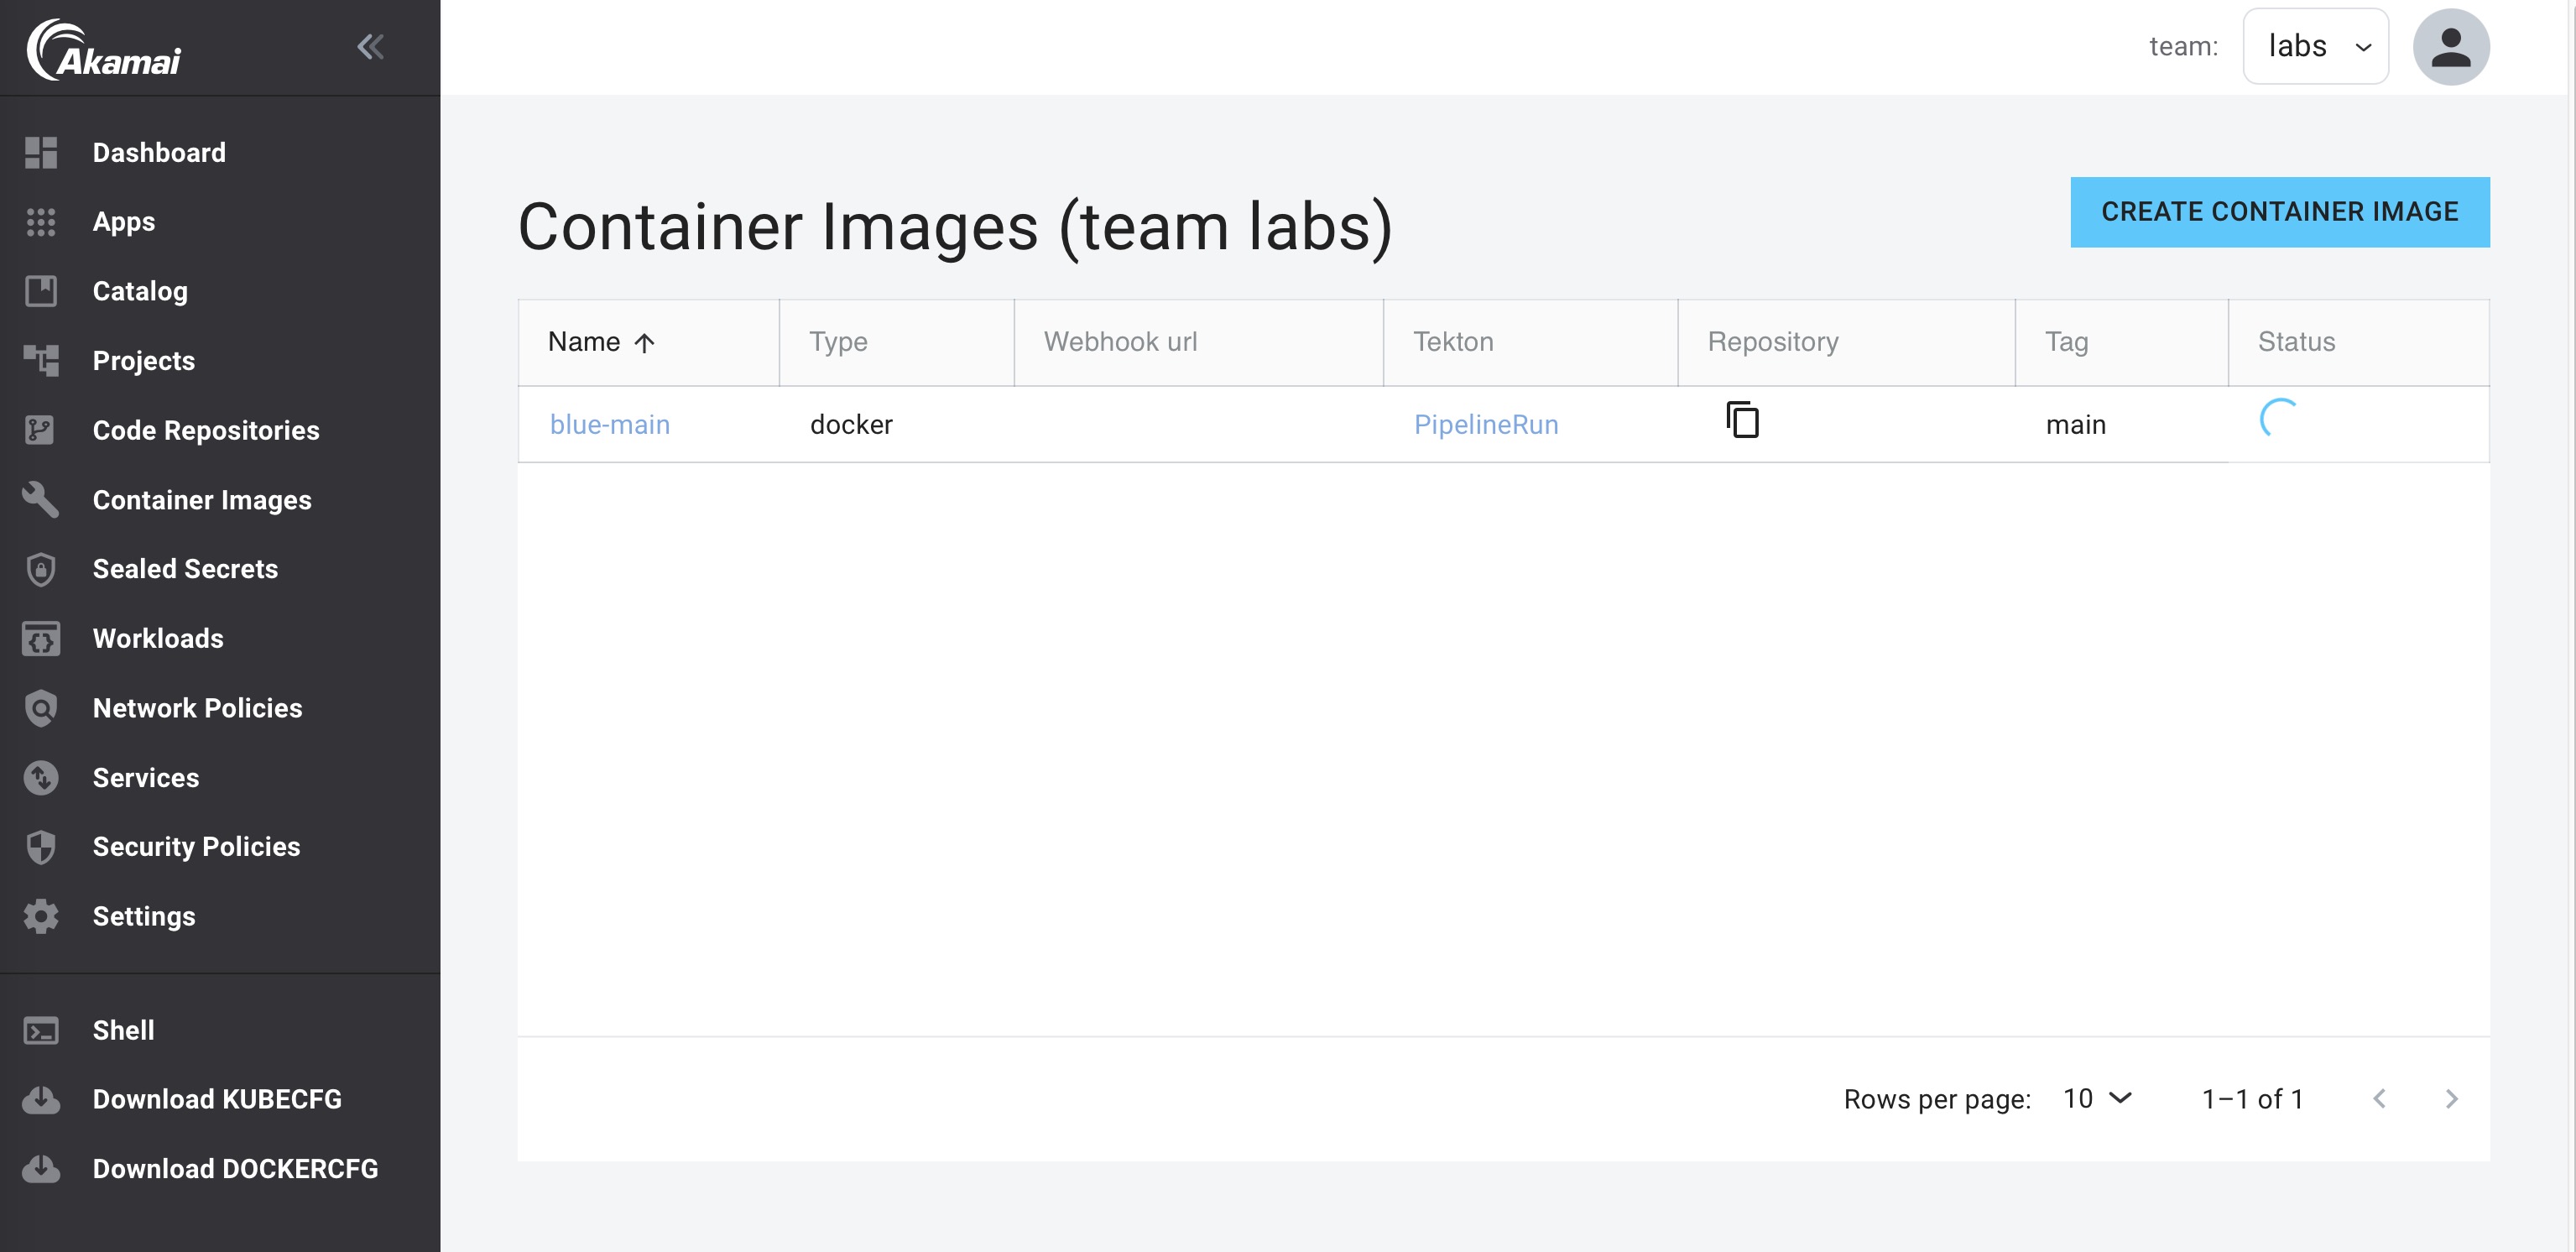 Akamai
team:
labs
Dashboard
Apps
Catalog
Projects
Code Repositories
Container Images
Sealed Secrets
Workloads
Network Policies
Services
Security Policies
Settings
Shell
Download KUBECFG
Download DOCKERCFG
Container Images (team labs)
CREATE CONTAINER IMAGE
Name Type Webhook url Tekton Repository Tag Status
blue-main docker PipelineRun main
Rows per page: 10 1–1 of 1